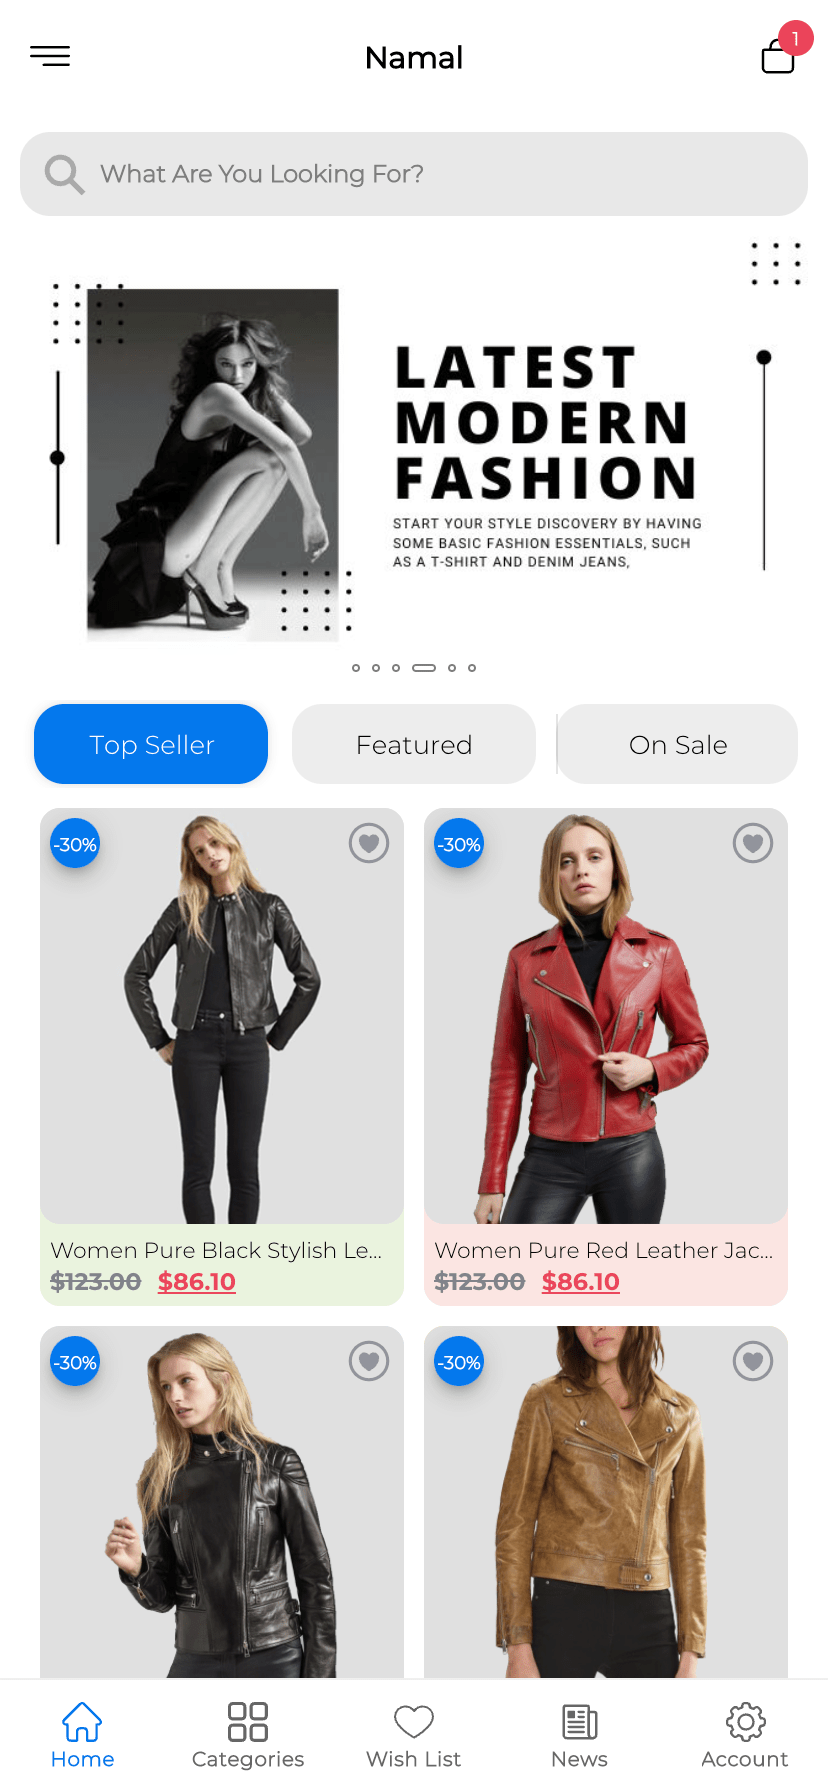 Namal
1
What Are You Looking For?
LATEST
MODERN
FASHION
START YOUR STYLE DISCOVERY BY HAVING
SOME BASIC FASHION ESSENTIALS, SUCH
AS A T-SHIRT AND DENIM JEANS,
Top Seller
Featured
On Sale
-30%
-30%
Women Pure Black Stylish Le...
$123.00 $86.10
Women Pure Red Leather Jac...
$123.00 $86.10
-30%
-30%
Home
Categories
Wish List
News
Account